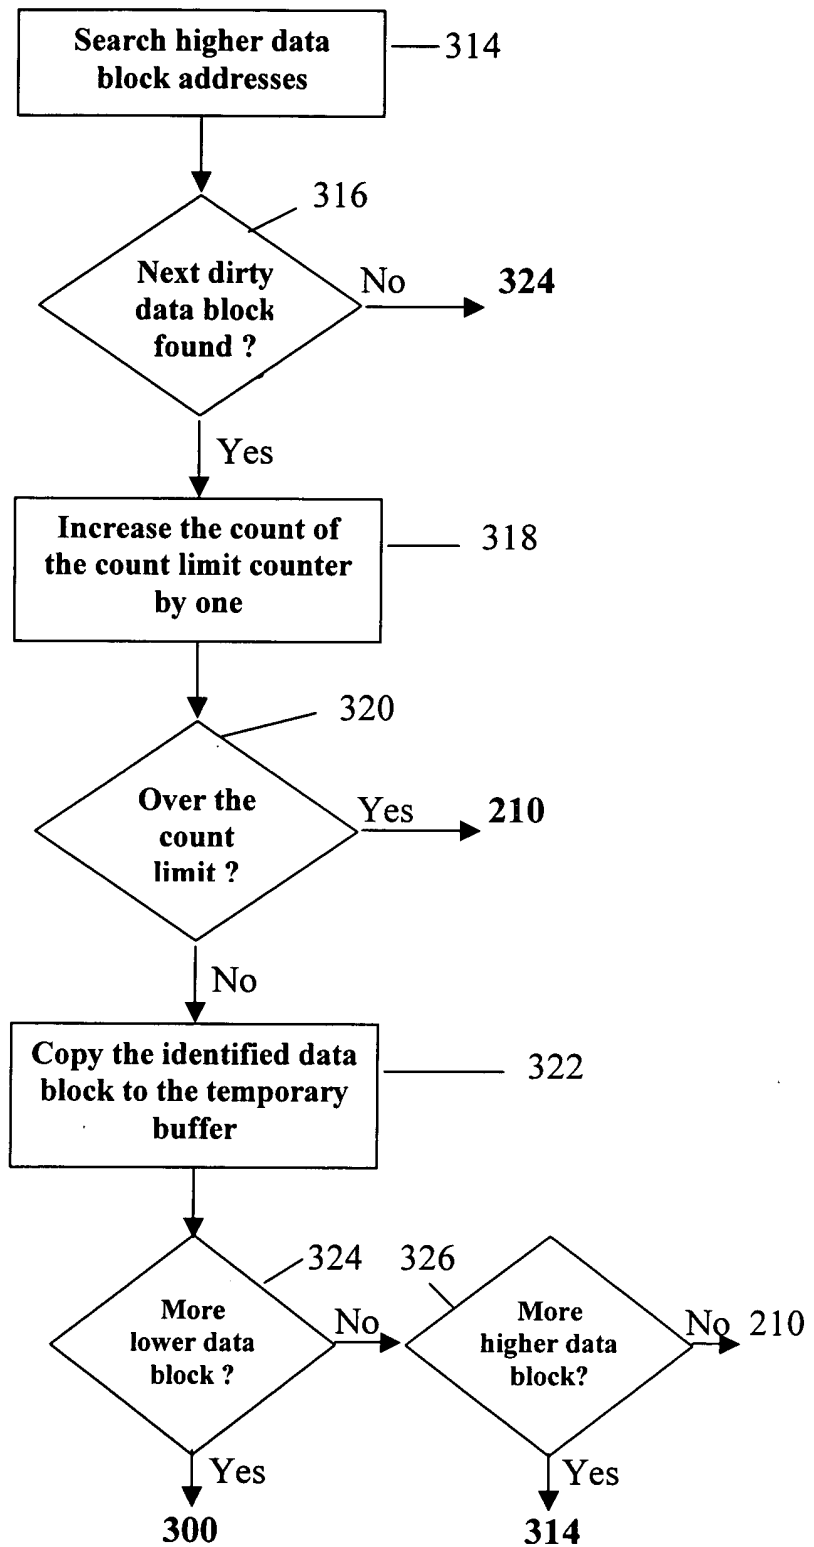 Search higher data
block addresses
314
316
Next dirty
data block
found ?
No
324
Yes
Increase the count of
the count limit counter
by one
318
320
Over the
count
limit ?
Yes
210
No
Copy the identified data
block to the temporary
buffer
322
324
326
More
lower data
block ?
No
More
higher data
block?
No
210
Yes
300
Yes
314